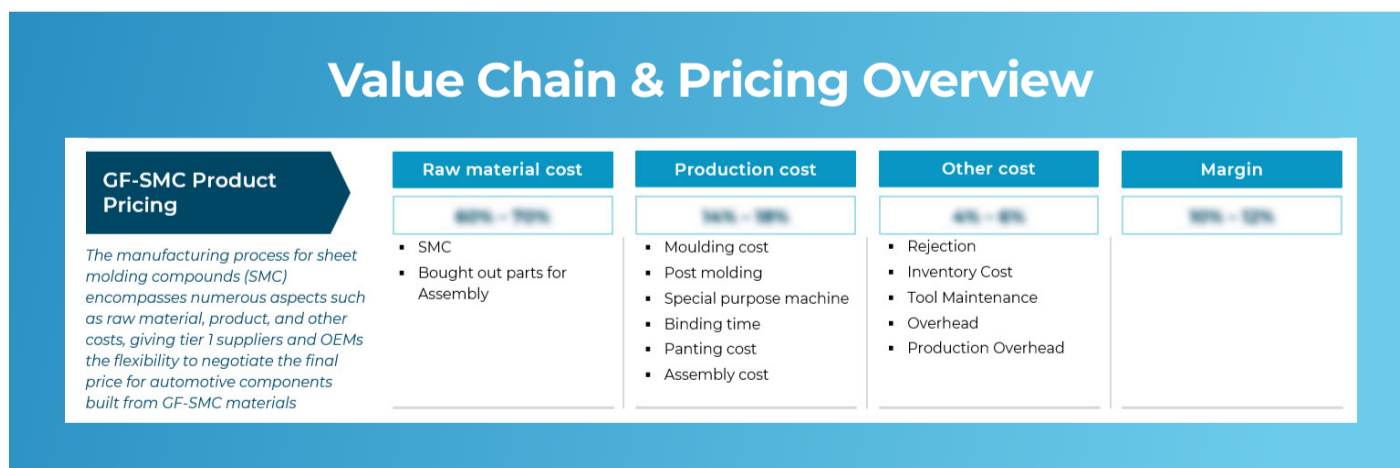 Value Chain & Pricing Overview
GF-SMC Product
Pricing
The manufacturing process for sheet
molding compounds (SMC)
encompasses numerous aspects such
as raw material, product, and other
costs, giving tier 1 suppliers and OEMs
the flexibility to negotiate the final
price for automotive components
built from GF-SMC materials
Raw material cost
▪ SMC
▪ Bought out parts for
Assembly
Production cost
▪ Moulding cost
▪ Post molding
▪ Special purpose machine
▪ Binding time
▪ Panting cost
▪ Assembly cost
Other cost
▪ Rejection
▪ Inventory Cost
▪ Tool Maintenance
▪ Overhead
▪ Production Overhead
Margin